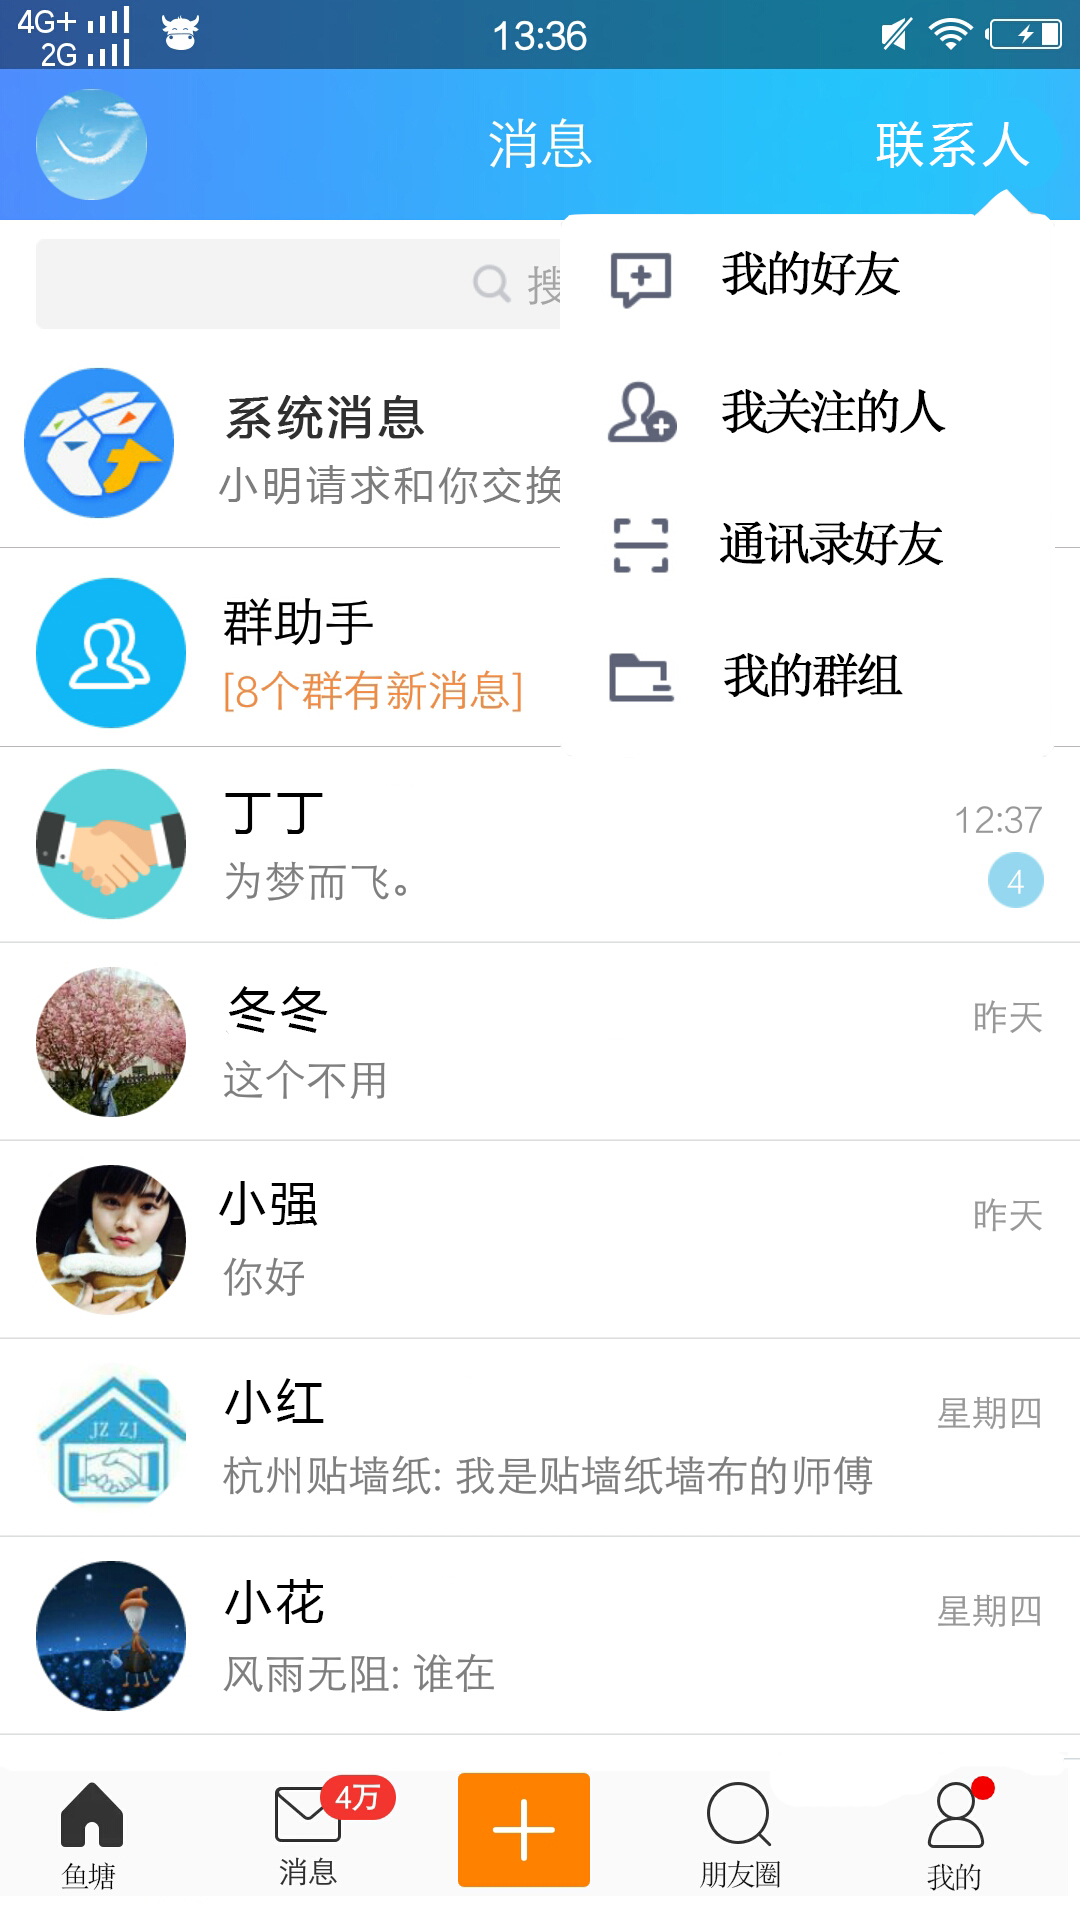 4G+
2G
13:36
消息
联系人
搜
我的好友
我关注的人
通讯录好友
我的群组
系统消息
小明请求和你交换
群助手
[8个群有新消息]
丁丁
12:37
为梦而飞。
4
冬冬
昨天
这个不用
小强
昨天
你好
JZ ZJ
小红
星期四
杭州贴墙纸: 我是贴墙纸墙布的师傅
小花
星期四
风雨无阻: 谁在
4万
鱼塘
消息
朋友圈
我的